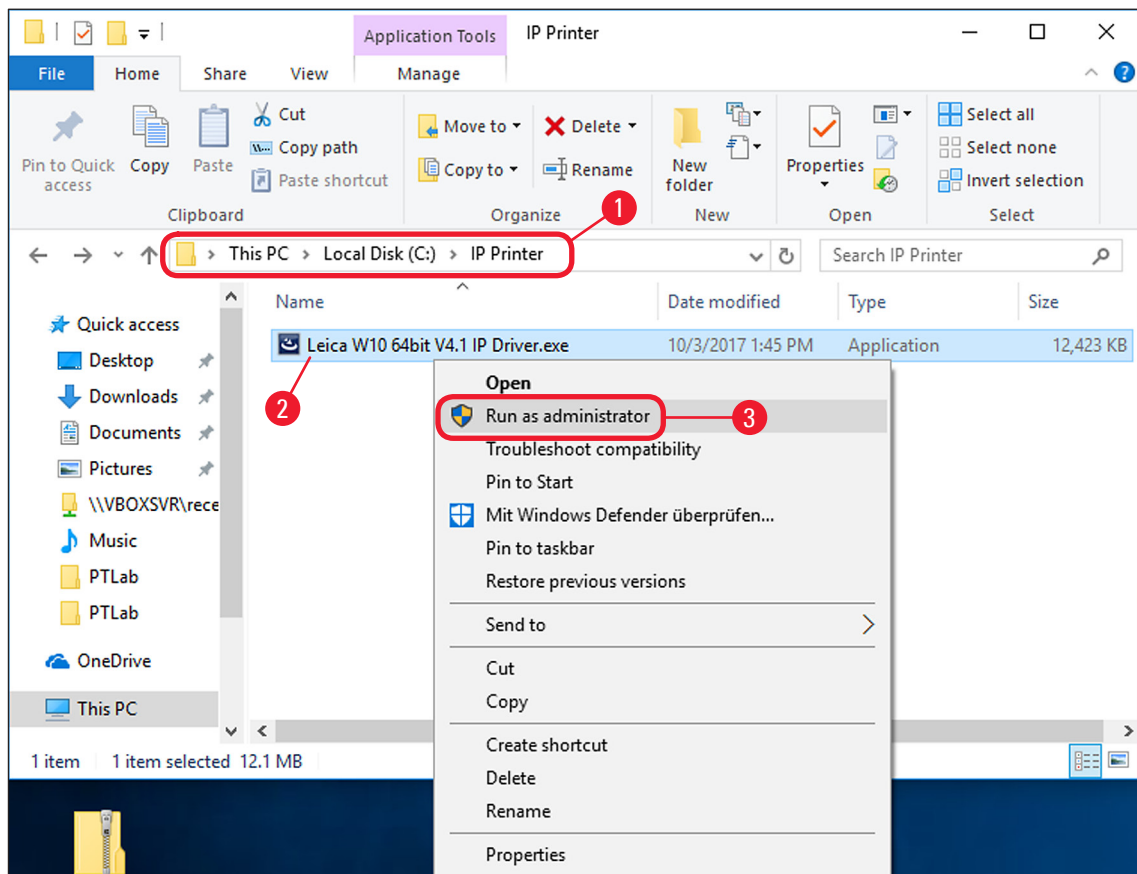 Application Tools
IP Printer
File
Home
Share
View
Manage
Pin to Quick access
Copy
Paste
Cut
Copy path
Paste shortcut
Clipboard
Move to
Copy to
Delete
Rename
Organize
New folder
New
Properties
Open
Select all
Select none
Invert selection
Select
1
This PC > Local Disk (C:) > IP Printer
Search IP Printer
Name
Date modified
Type
Size
Leica W10 64bit V4.1 IP Driver.exe
10/3/2017 1:45 PM
Application
12,423 KB
2
Quick access
Desktop
Downloads
Documents
Pictures
\\VBOXSVR\rece
Music
PTLab
PTLab
OneDrive
This PC
Open
Run as administrator
3
Troubleshoot compatibility
Pin to Start
Mit Windows Defender überprüfen...
Pin to taskbar
Restore previous versions
Send to
Cut
Copy
Create shortcut
Delete
Rename
Properties
1 item
1 item selected 12.1 MB